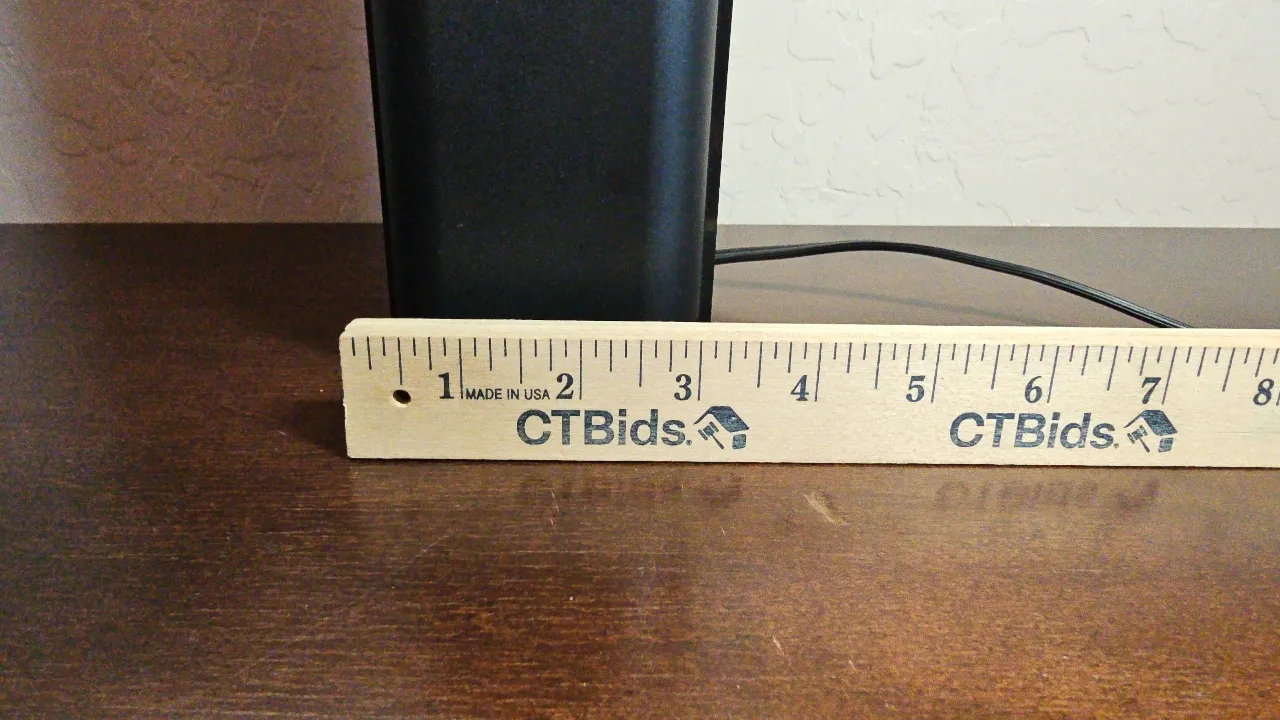 1 MADE IN USA 2 3 4 5 6 7 8
CTBids. CTBids.